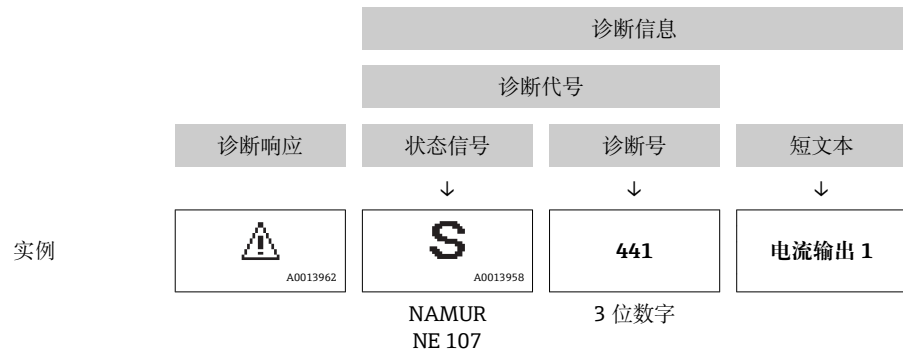 诊断信息
诊断代号
诊断响应 状态信号 诊断号 短文本
↓ ↓ ↓
实例 S 441 电流输出 1
A0013962 A0013958
NAMUR 3 位数字
NE 107